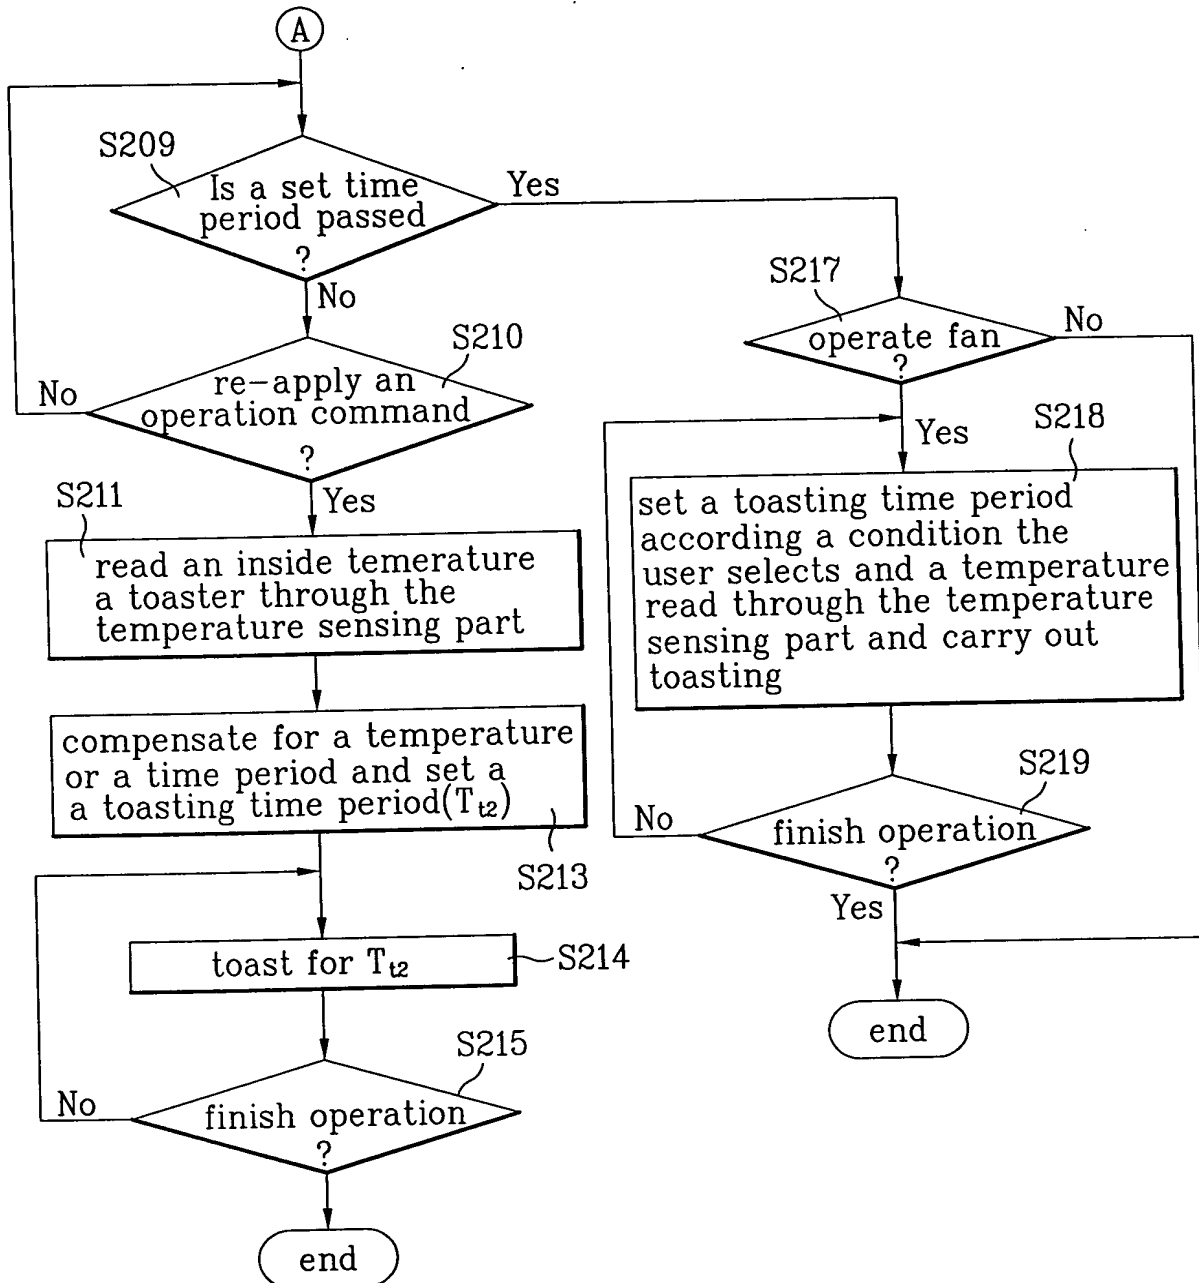 A
S209
Is a set time
period passed
?
Yes
No
S210
re-apply an
operation command
?
No
Yes
S211
read an inside temerature
a toaster through the
temperature sensing part
compensate for a temperature
or a time period and set a
a toasting time period(Tt2)
S213
toast for Tt2
S214
S215
finish operation
?
No
end
S217
operate fan
?
No
Yes
S218
set a toasting time period
according a condition the
user selects and a temperature
read through the temperature
sensing part and carry out
toasting
S219
finish operation
?
No
Yes
end